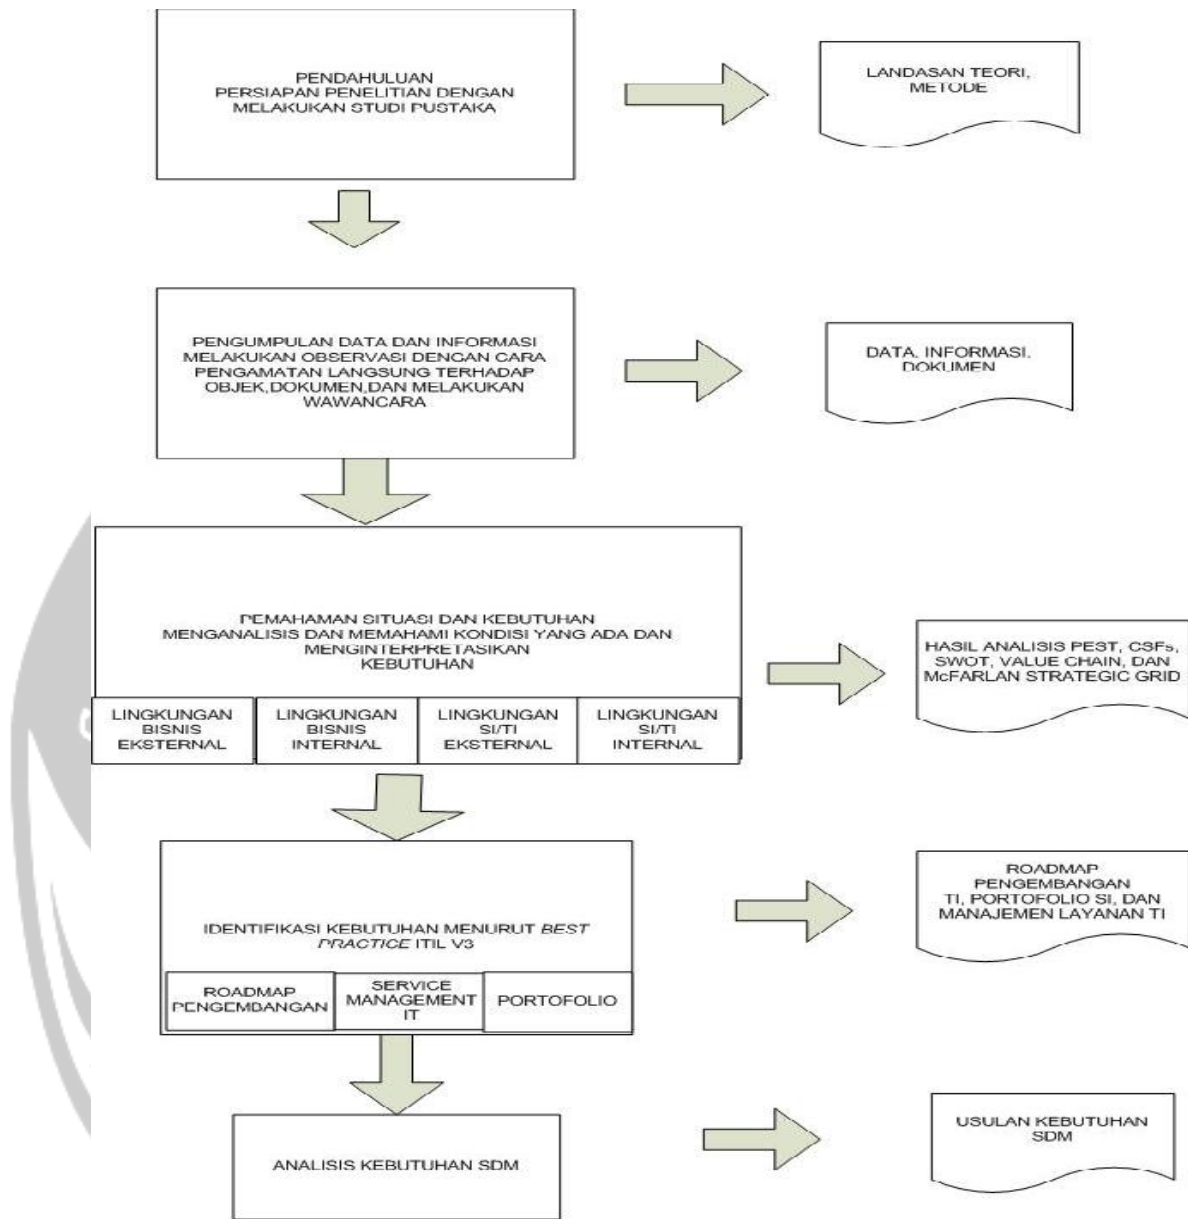 PENDAHULUAN
PERSIAPAN PENELITIAN DENGAN
MELAKUKAN STUDI PUSTAKA
LANDASAN TEORI,
METODE
PENGUMPULAN DATA DAN INFORMASI
MELAKUKAN OBSERVASI DENGAN CARA
PENGAMATAN LANGSUNG TERHADAP
OBJEK,DOKUMEN,DAN MELAKUKAN
WAWANCARA
DATA, INFORMASI,
DOKUMEN
PEMAHAMAN SITUASI DAN KEBUTUHAN
MENGANALISIS DAN MEMAHAMI KONDISI YANG ADA DAN
MENGINTERPRETASIKAN
KEBUTUHAN
LINGKUNGAN
BISNIS
EKSTERNAL
LINGKUNGAN
BISNIS
INTERNAL
LINGKUNGAN
SI/TI
EKSTERNAL
LINGKUNGAN
SI/TI
INTERNAL
HASIL ANALISIS PEST, CSFs,
SWOT, VALUE CHAIN, DAN
McFARLAN STRATEGIC GRID
IDENTIFIKASI KEBUTUHAN MENURUT BEST
PRACTICE ITIL V3
ROADMAP
PENGEMBANGAN
SERVICE
MANAGEMENT
IT
PORTOFOLIO
ROADMAP
PENGEMBANGAN
TI, PORTOFOLIO SI, DAN
MANAJEMEN LAYANAN TI
ANALISIS KEBUTUHAN SDM
USULAN KEBUTUHAN
SDM